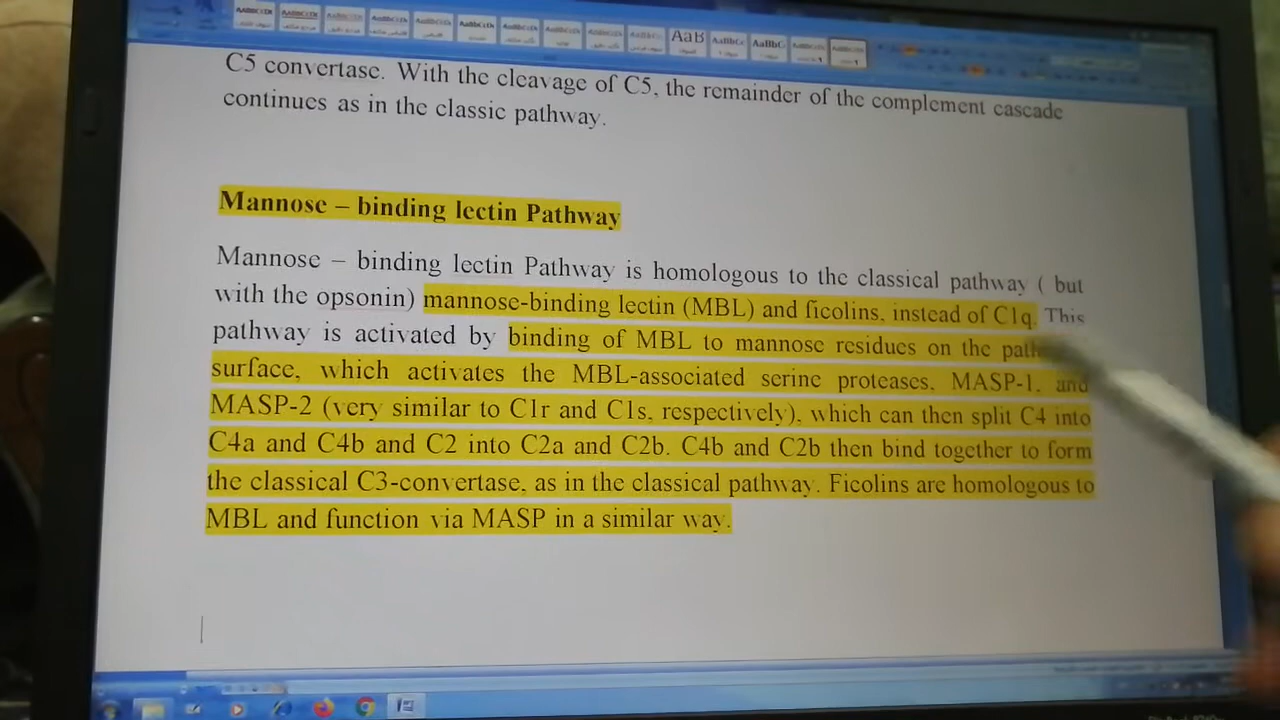 C5 convertase. With the cleavage of C5, the remainder of the complement cascade
continues as in the classic pathway.
Mannose – binding lectin Pathway
Mannose – binding lectin Pathway is homologous to the classical pathway ( but
with the opsonin) mannose-binding lectin (MBL) and ficolins, instead of C1q. This
pathway is activated by binding of MBL to mannose residues on the
surface, which activates the MBL-associated serine proteases, MASP-1, and
MASP-2 (very similar to C1r and C1s, respectively), which can then split C4 into
C4a and C4b and C2 into C2a and C2b. C4b and C2b then bind together to form
the classical C3-convertase, as in the classical pathway. Ficolins are homologous to
MBL and function via MASP in a similar way.